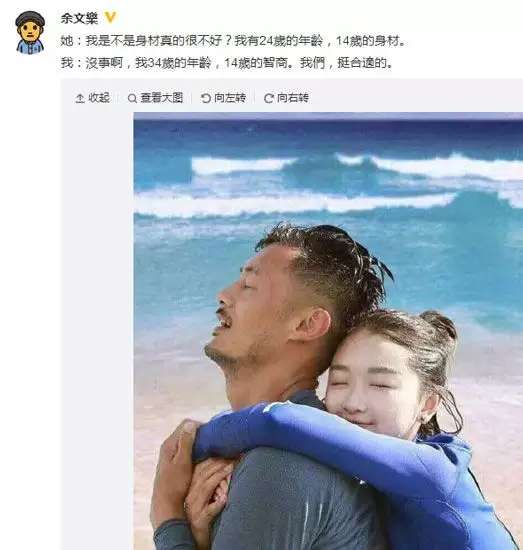 余文樂
她：我是不是身材真的很不好？我有24歲的年齡，14歲的身材。
我：沒事啊，我34歲的年齡，14歲的智商。我們，挺合適的。
收起 查看大图 向左转 向右转